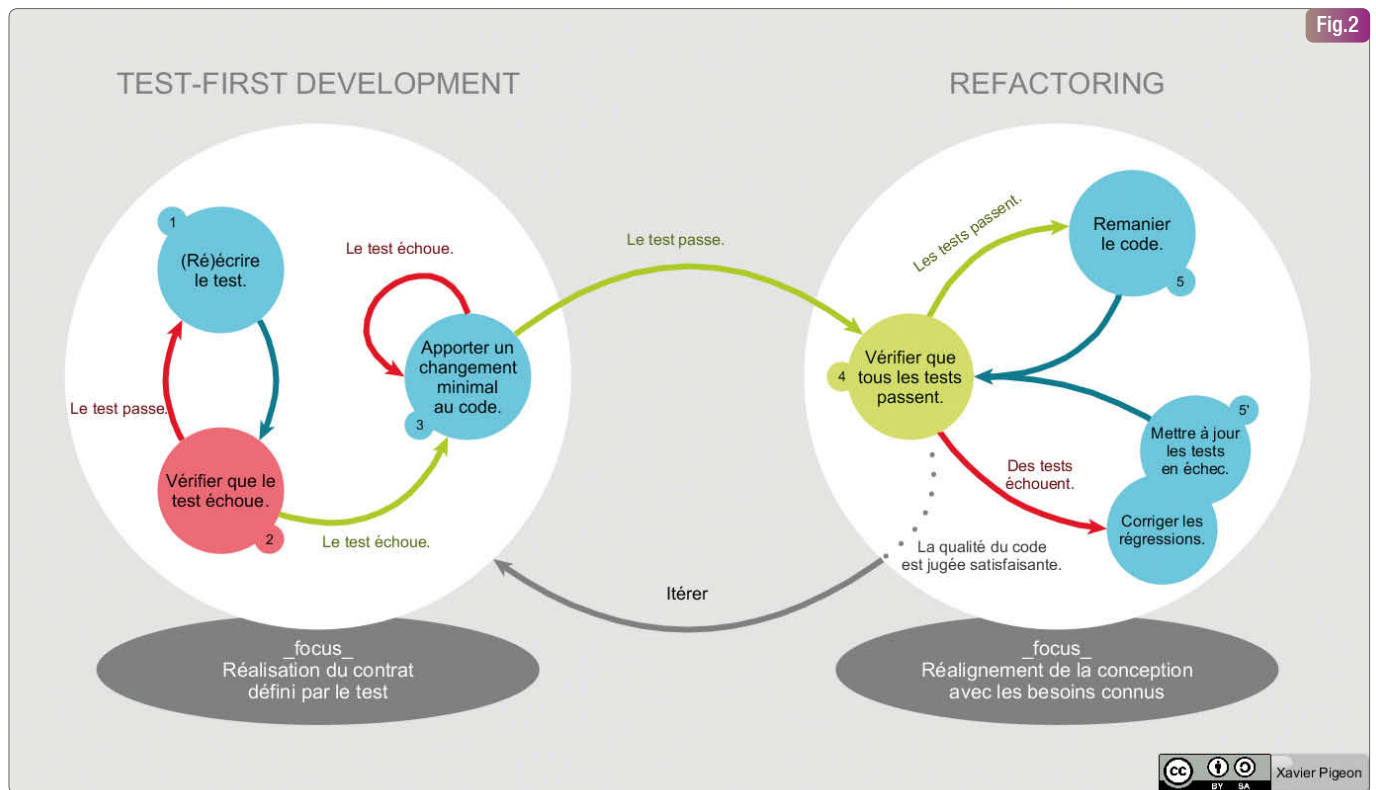 Fig.2
TEST-FIRST DEVELOPMENT
1
(Ré)écrire
le test.
Le test passe.
Vérifier que le
test échoue.
2
Le test échoue.
Le test échoue.
Apporter un
changement
minimal
au code.
3
Le test passe.
_focus_
Réalisation du contrat
défini par le test
REFACTORING
4
Vérifier que
tous les tests
passent.
Les tests passent.
Remanier
le code.
5
5'
Mettre à jour
les tests
en échec.
Des tests
échouent.
Corriger les
régressions.
La qualité du code
est jugée satisfaisante.
Itérer
_focus_
Réalignement de la conception
avec les besoins connus
cc
BY SA
Xavier Pigeon